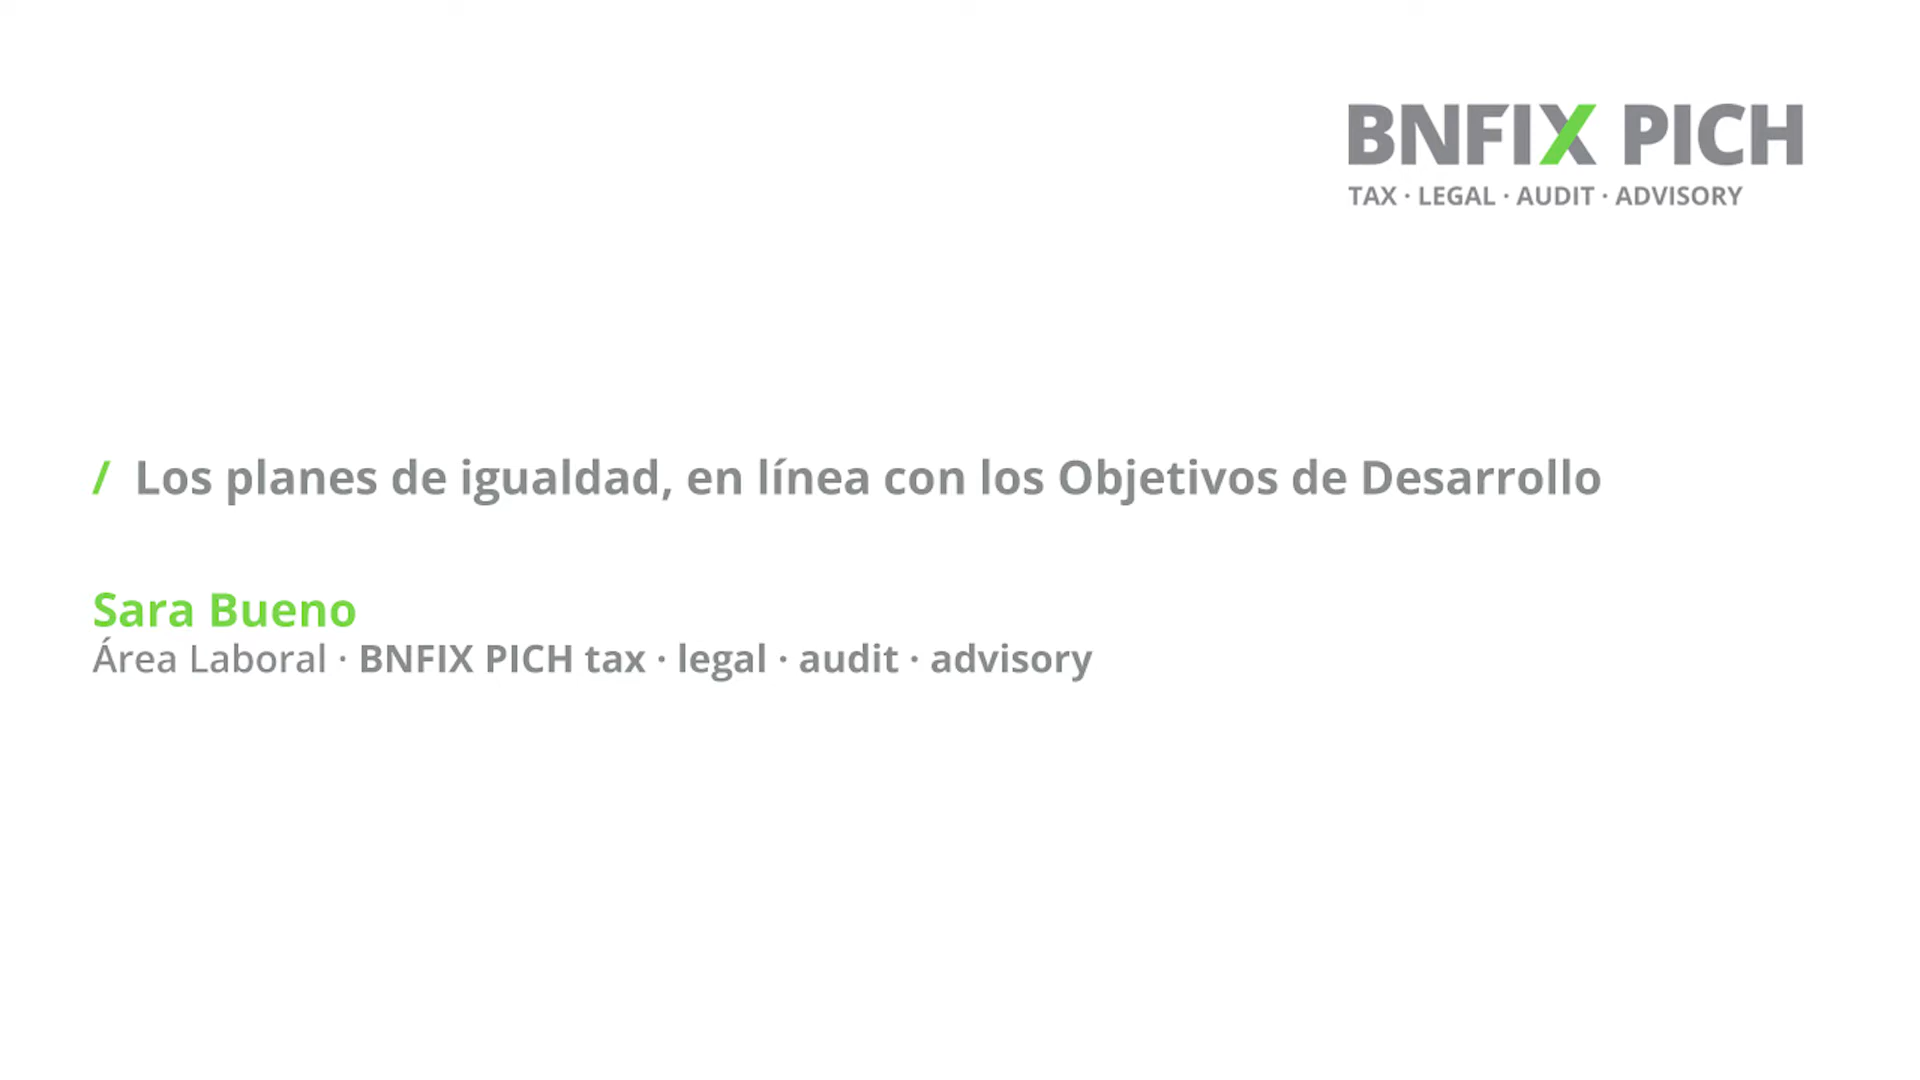 BNFIX PICH
TAX · LEGAL · AUDIT · ADVISORY
/ Los planes de igualdad, en línea con los Objetivos de Desarrollo
Sara Bueno
Área Laboral · BNFIX PICH tax · legal · audit · advisory